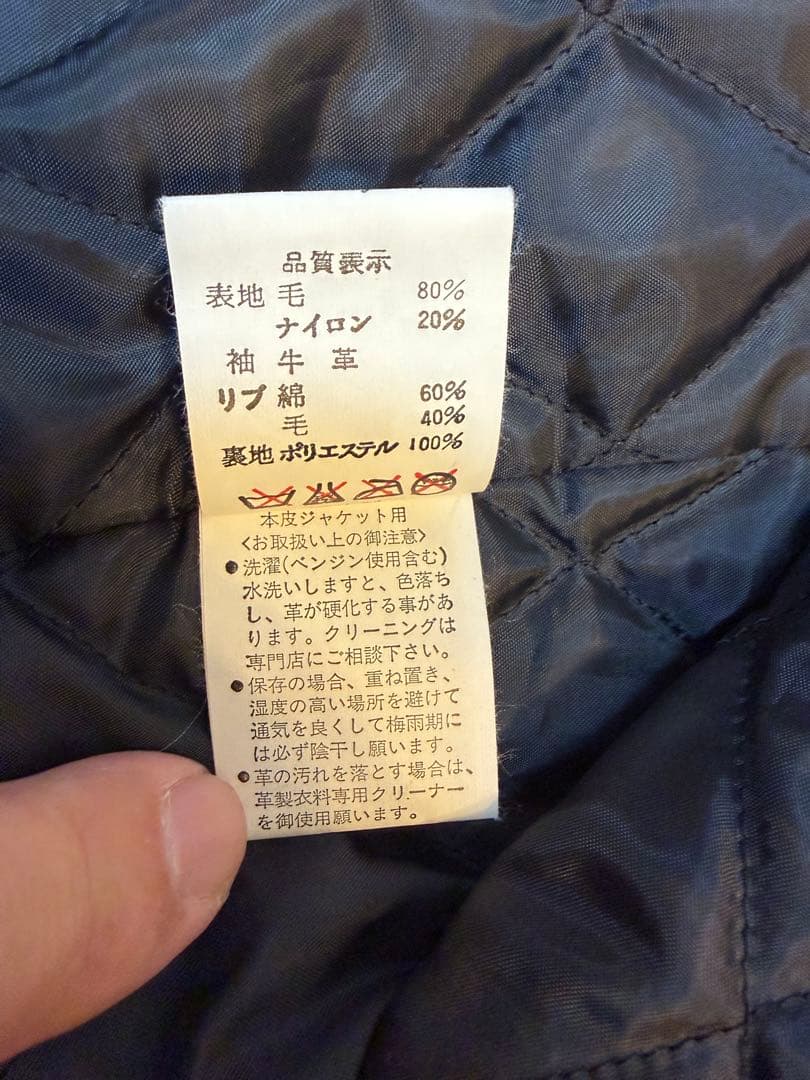 品質表示
表地 毛 80%
ナイロン 20%
袖 牛 革
リブ 綿 60%
毛 40%
裏地 ポリエステル 100%
本皮ジャケット用
<お取扱い上の御注意>
●洗濯(ベンジン使用含む)
水洗いしますと、色落ち
し、革が硬化する事があ
ります。クリーニングは
専門店にご相談下さい。
●保存の場合、重ね置き、
湿度の高い場所を避けて
通気を良くして梅雨期に
は必ず陰干し願います。
●革の汚れを落とす場合は、
革製衣料専用クリーナー
を御使用願います。